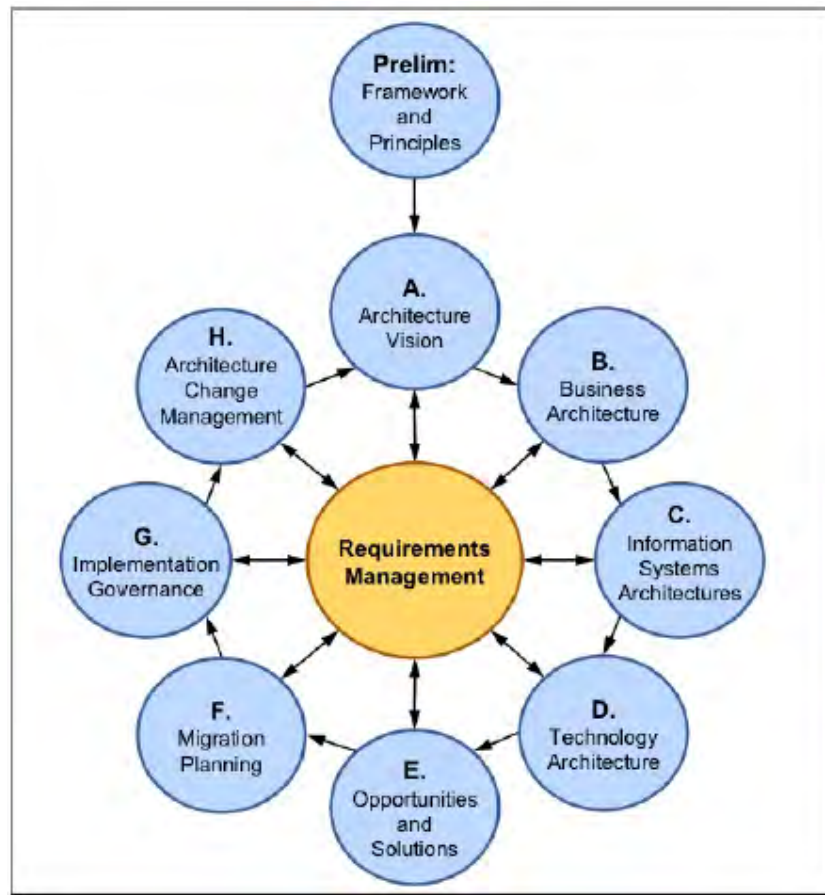 Prelim:
Framework
and
Principles
A.
Architecture
Vision
B.
Business
Architecture
C.
Information
Systems
Architectures
D.
Technology
Architecture
E.
Opportunities
and
Solutions
F.
Migration
Planning
G.
Implementation
Governance
H.
Architecture
Change
Management
Requirements
Management